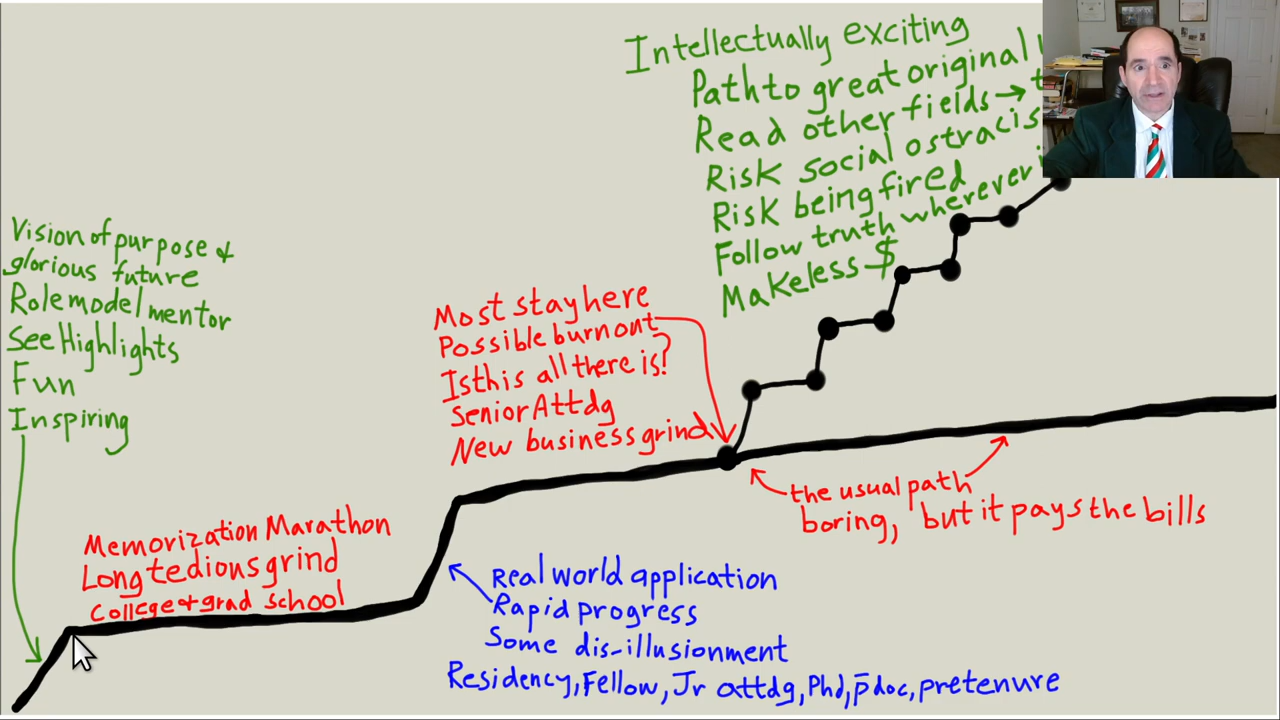 Intellectually exciting
Path to great original
Read other fields →
Risk social ostracis
Risk being fired
Follow truth wherever
Make less $
Vision of purpose &
glorious future
Role model mentor
See Highlights
Fun
Inspiring
Most stay here
Possible burnout
Is this all there is?
Senior Attdg
New business grind
the usual path
boring, but it pays the bills
Memorization Marathon
Long tedious grind
College & grad school
Real world application
Rapid progress
Some dis-illusionment
Residency, Fellow, Jr attdg, Phd, p̄doc, pretenure